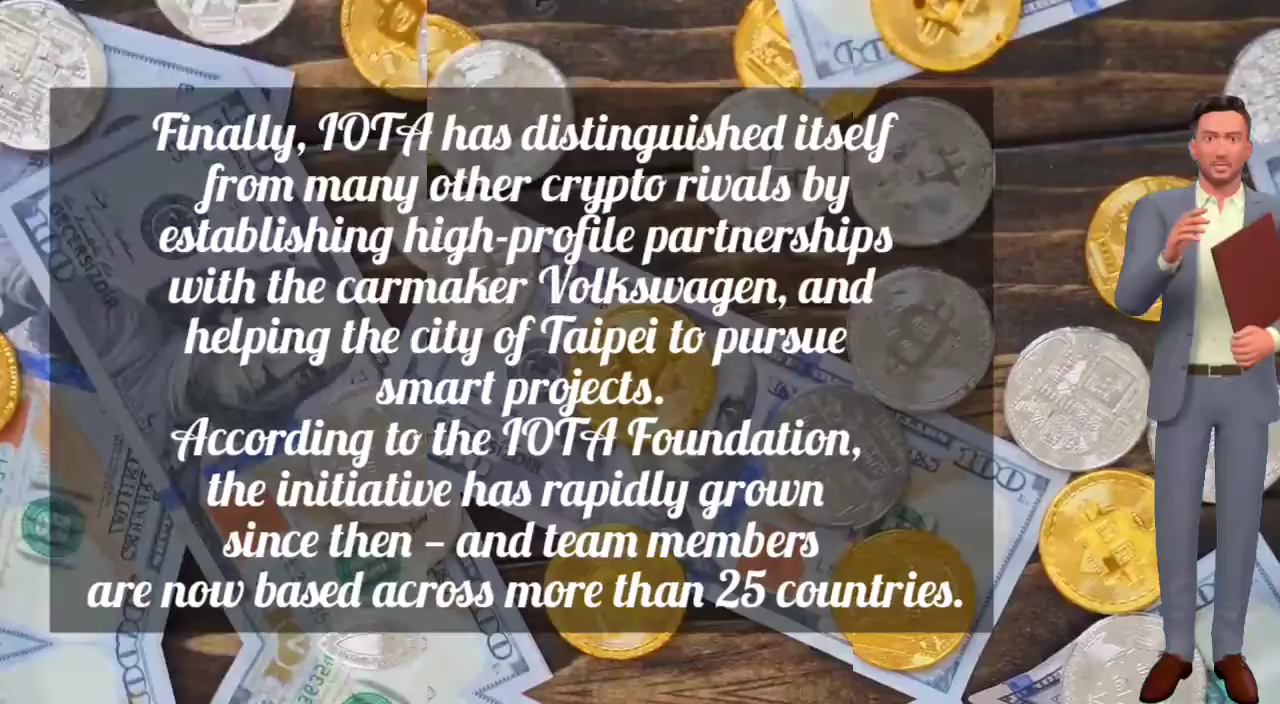 Finally, IOTA has distinguished itself
from many other crypto rivals by
establishing high-profile partnerships
with the carmaker Volkswagen, and
helping the city of Taipei to pursue
smart projects.
According to the IOTA Foundation,
the initiative has rapidly grown
since then – and team members
are now based across more than 25 countries.